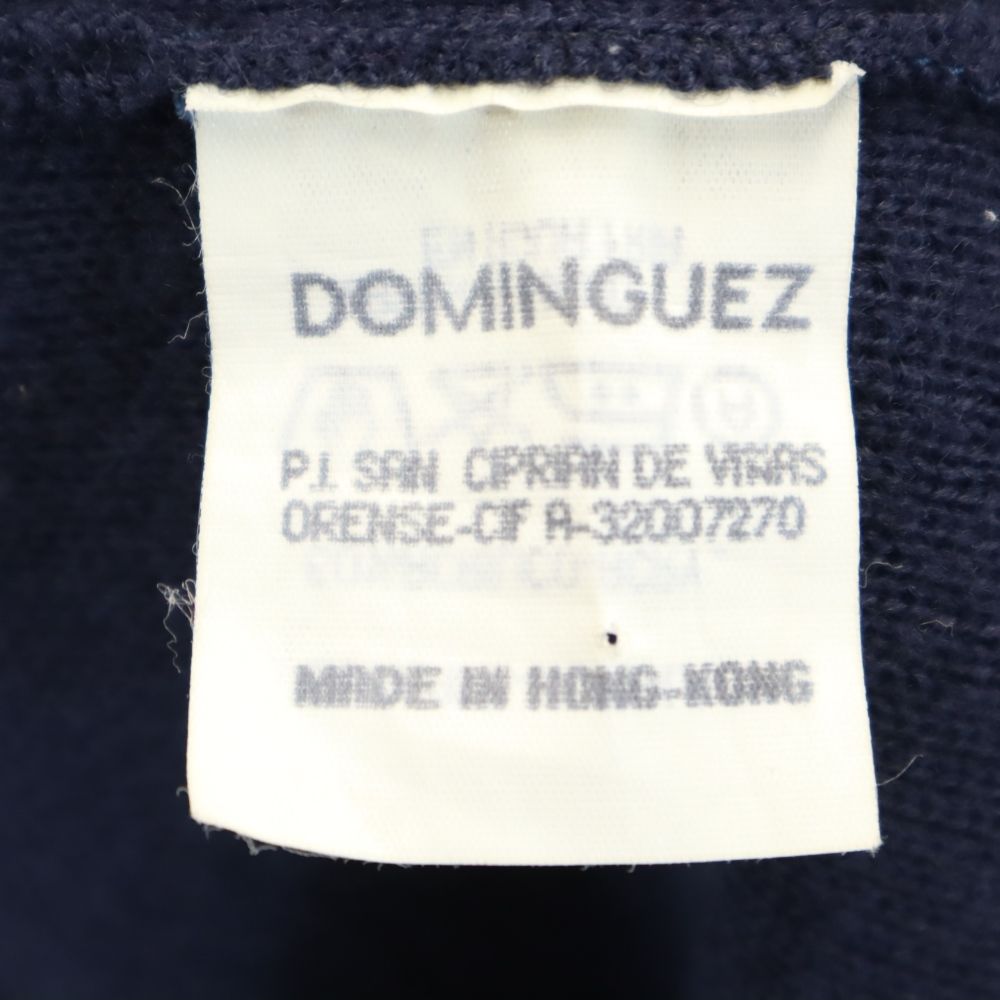 DOMINGUEZ
P.I. SAN CIPRIAN DE VIÑAS
ORENSE-CIF A-32007270
MADE IN HONG-KONG